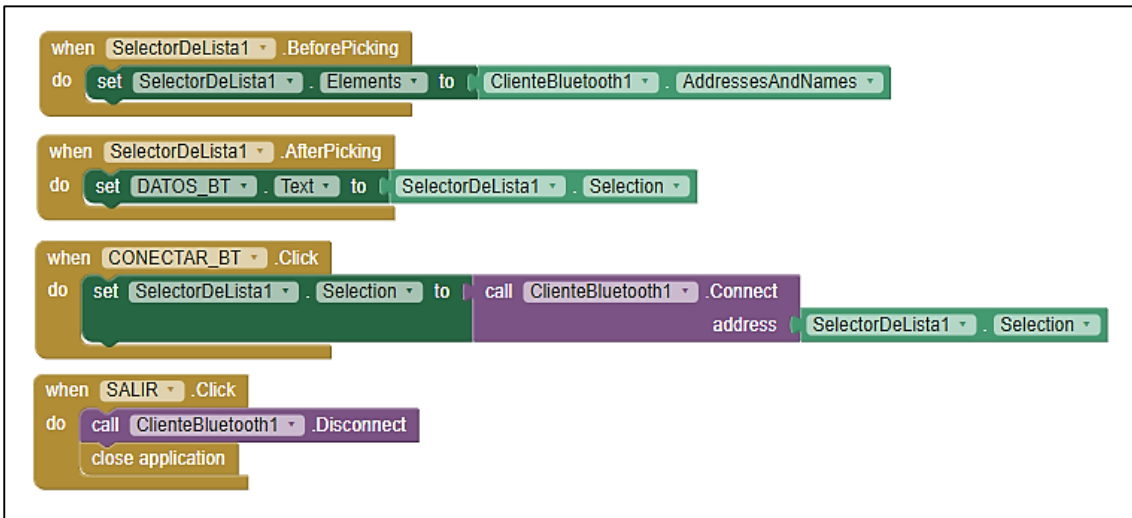 when SelectorDeLista1 .BeforePicking
do set SelectorDeLista1 . Elements to ClienteBluetooth1 . AddressesAndNames
when SelectorDeLista1 .AfterPicking
do set DATOS_BT . Text to SelectorDeLista1 . Selection
when CONECTAR_BT .Click
do set SelectorDeLista1 . Selection to call ClienteBluetooth1 .Connect
address SelectorDeLista1 . Selection
when SALIR .Click
do call ClienteBluetooth1 .Disconnect
close application